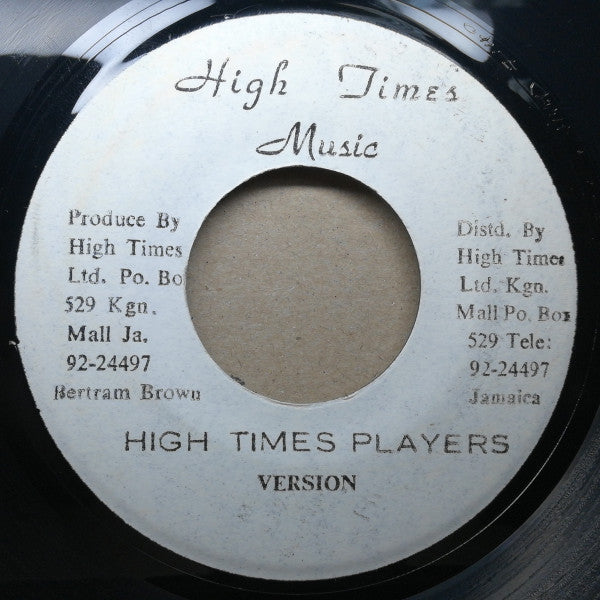 High Times
Music
Produce By
High Times
Ltd. Po. Bo
529 Kgn.
Mall Ja.
92-24497
Bertram Brown
Distd. By
High Times
Ltd. Kgn.
Mall Po. Box
529 Tele:
92-24497
Jamaica
HIGH TIMES PLAYERS
VERSION